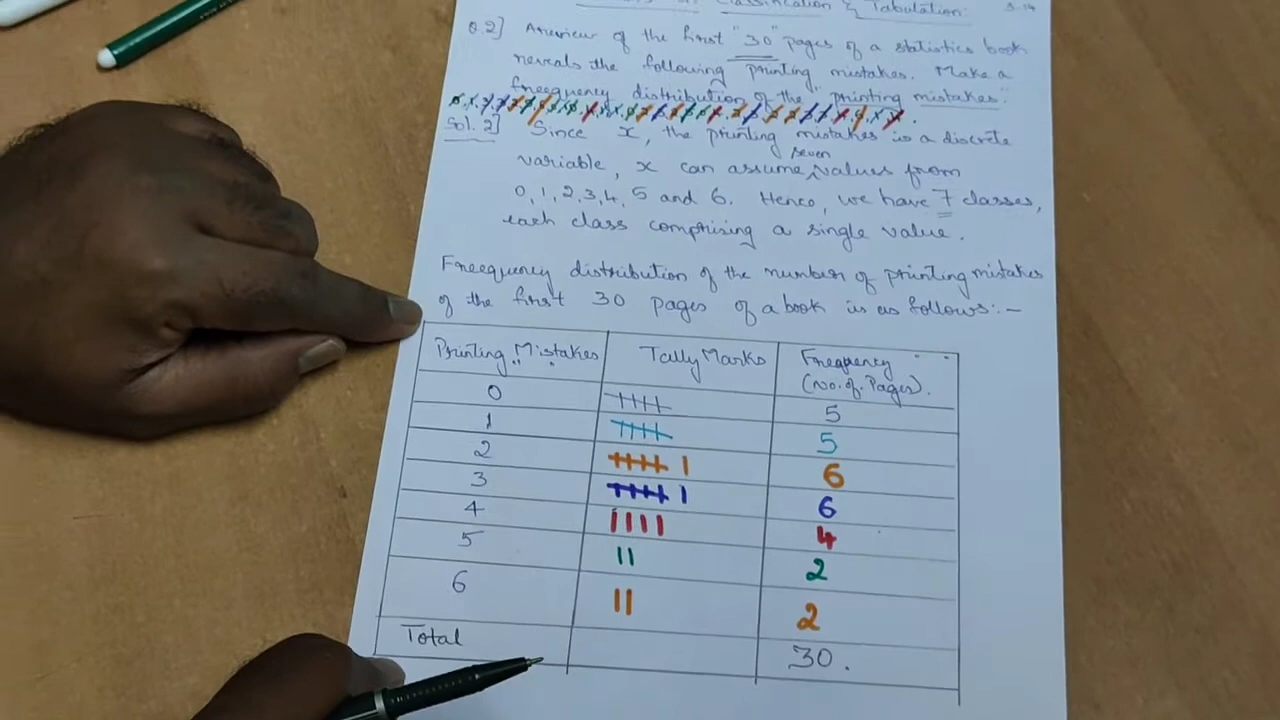 Classification & Tabulation:
Q.2] A review of the first "30" pages of a statistics book
reveals the following printing mistakes. Make a
frequency distribution of the "printing mistakes."
Sol. 2] Since x, the printing mistakes is a discrete
seven
variable, x can assume values from
0, 1, 2, 3, 4, 5 and 6. Hence, we have 7 classes,
each class comprising a single value.
Freequency distribution of the number of printing mistakes
of the first 30 pages of a book is as follows:-
Printing Mistakes Tally Marks Frequency
(No. of. Pages).
0 5
1 5
2 6
3 6
4 4
5 2
6 2
Total 30.